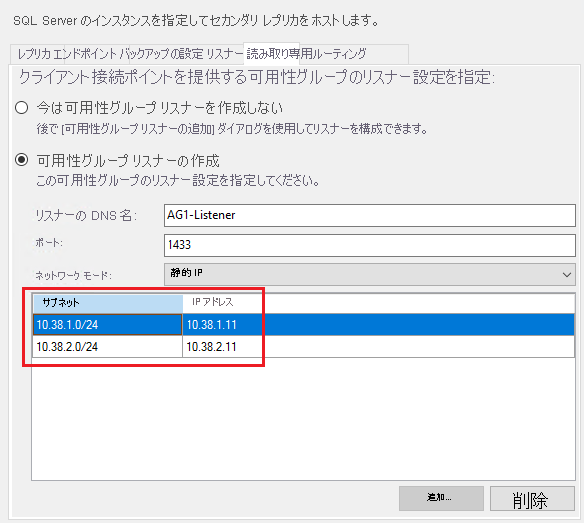 SQL Server のインスタンスを指定してセカンダリ レプリカをホストします。
レプリカ エンドポイント バックアップの設定 リスナー 読み取り専用ルーティング
クライアント接続ポイントを提供する可用性グループのリスナー設定を指定:
今は可用性グループ リスナーを作成しない
後で [可用性グループ リスナーの追加] ダイアログを使用してリスナーを構成できます。
可用性グループ リスナーの作成
この可用性グループのリスナー設定を指定してください。
リスナーの DNS 名: AG1-Listener
ポート: 1433
ネットワーク モード: 静的 IP
サブネット IP アドレス
10.38.1.0/24 10.38.1.11
10.38.2.0/24 10.38.2.11
追加... 削除